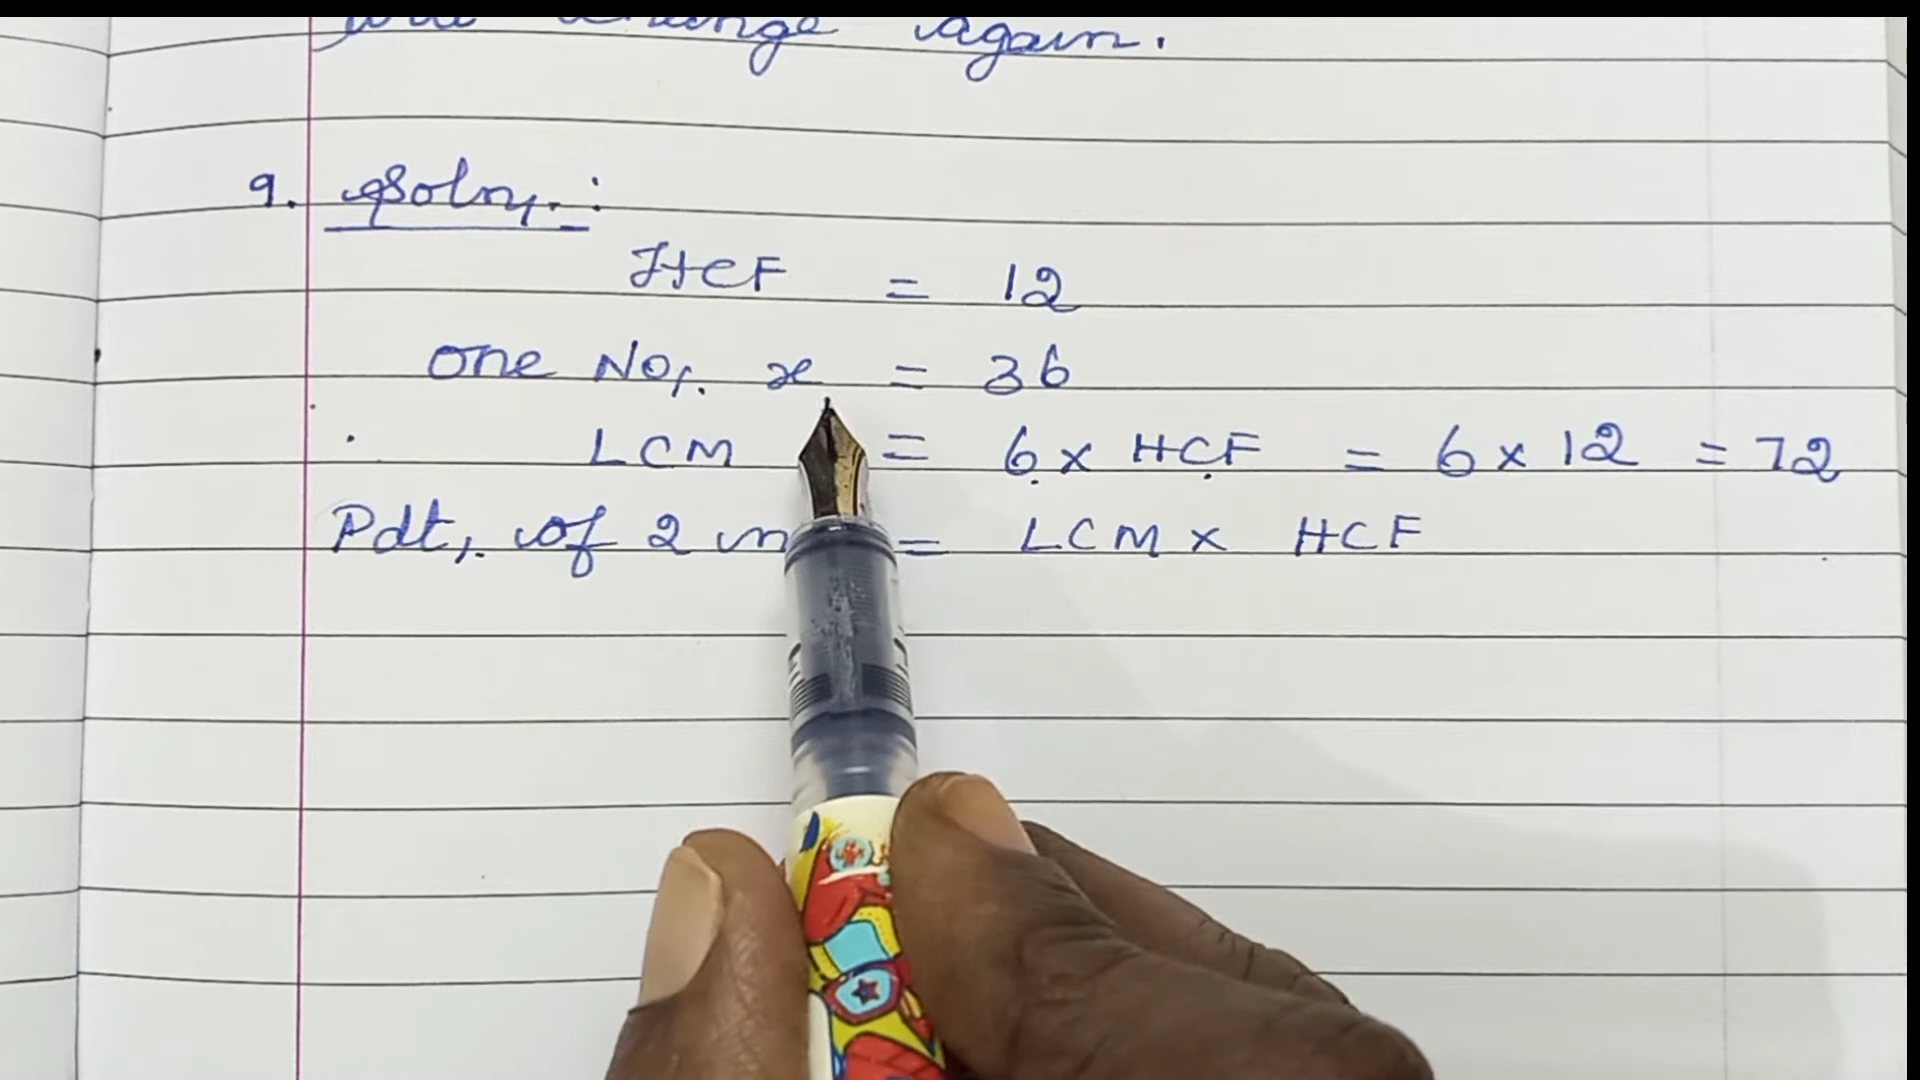 change again.
9. Soln. :
HCF = 12
one No. x = 36
LCM = 6 x HCF = 6 x 12 = 72
Pdt. of 2 = LCM x HCF